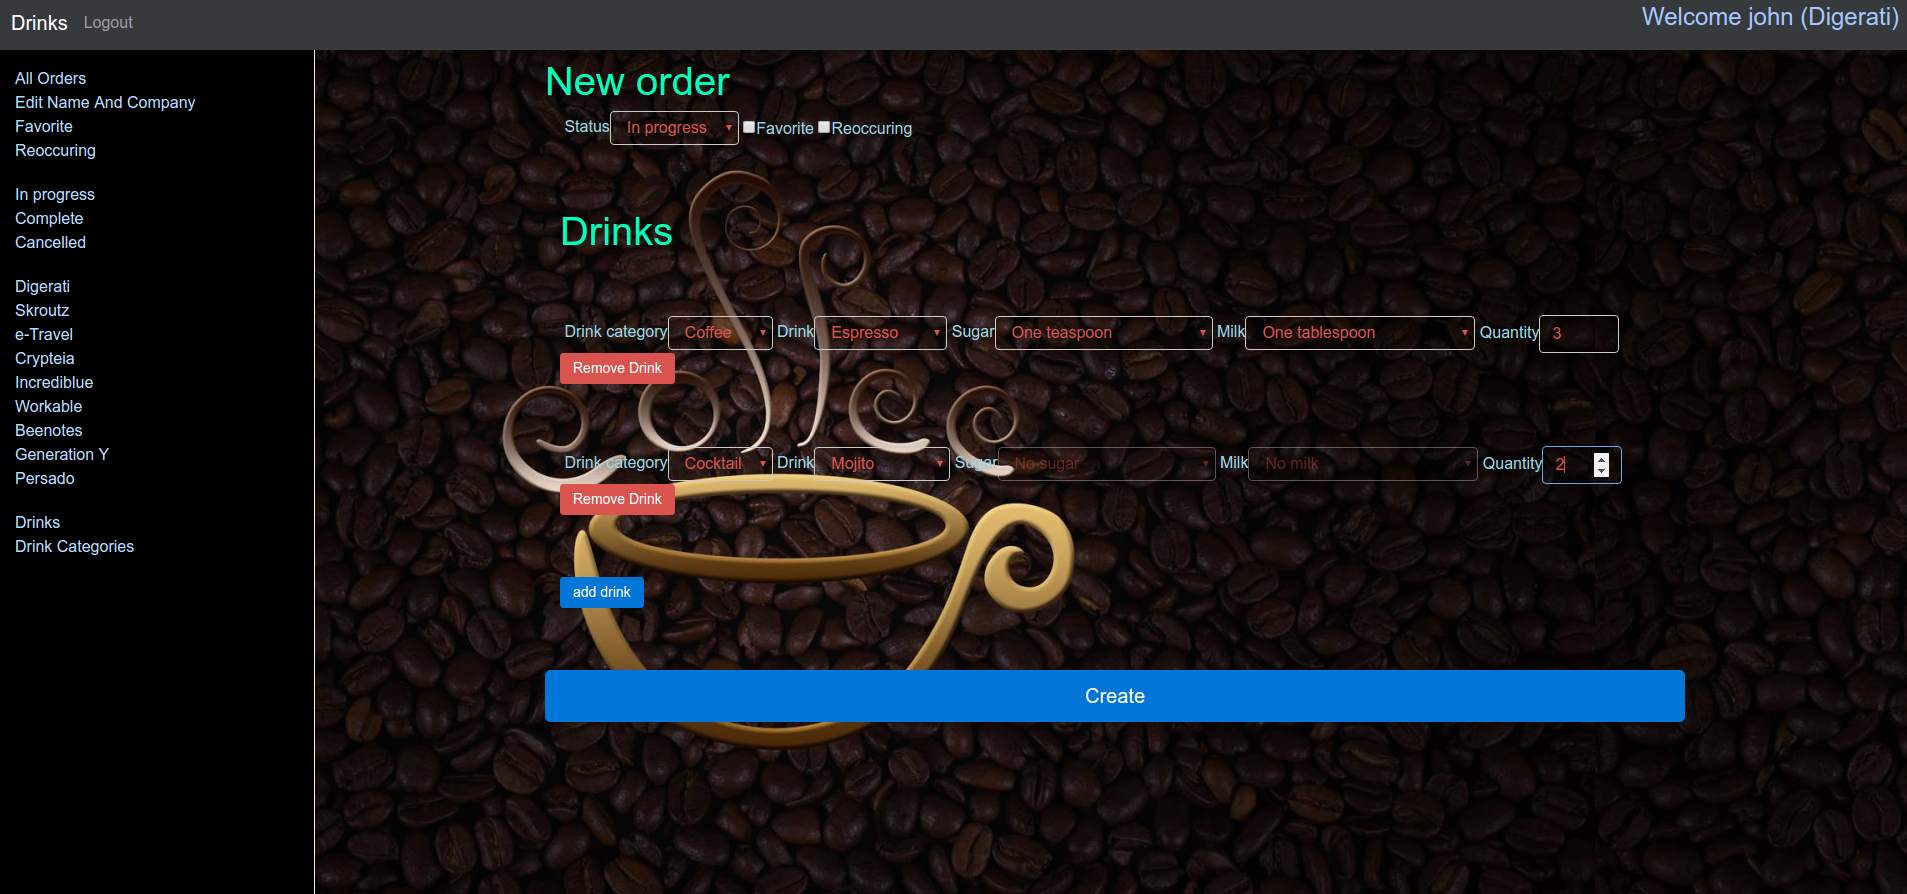 Drinks Logout Welcome john (Digerati)
All Orders
Edit Name And Company
Favorite
Reoccuring
In progress
Complete
Cancelled
Digerati
Skroutz
e-Travel
Crypteia
Incrediblue
Workable
Beenotes
Generation Y
Persado
Drinks
Drink Categories
New order
Status In progress Favorite Reoccuring
Drinks
Drink category Coffee Drink Espresso Sugar One teaspoon Milk One tablespoon Quantity 3
Remove Drink
Drink category Cocktail Drink Mojito Sugar No sugar Milk No milk Quantity 2
Remove Drink
add drink
Create